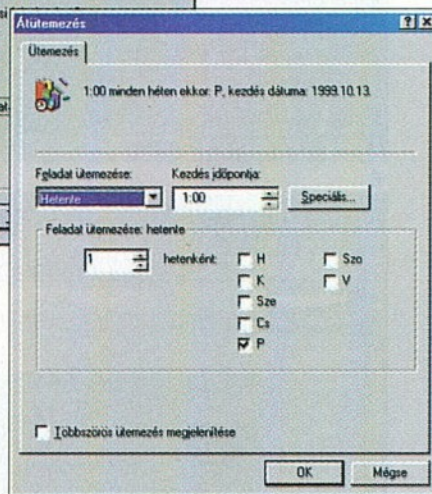 Átütemezés
Ütemezés
1:00 minden héten ekkor: P, kezdés dátuma: 1999.10.13.
Feladat ütemezése:
Kezdés időpontja:
Hetente
1:00
Speciális...
Feladat ütemezése: hetente
1
hetenként:
H
Szo
K
V
Sze
Cs
P
Többszörös ütemezés megjelenítése
OK
Mégse